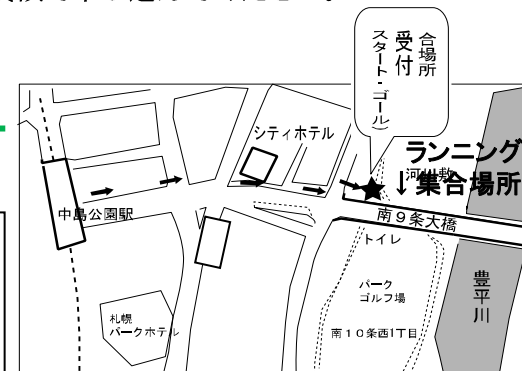 合場所
受付
スタート・ゴール)
シティホテル
ランニング
河川敷
↓集合場所
中島公園駅
南９条大橋
トイレ
豊平川
パーク
ゴルフ場
札幌
パークホテル
南１０条西1丁目